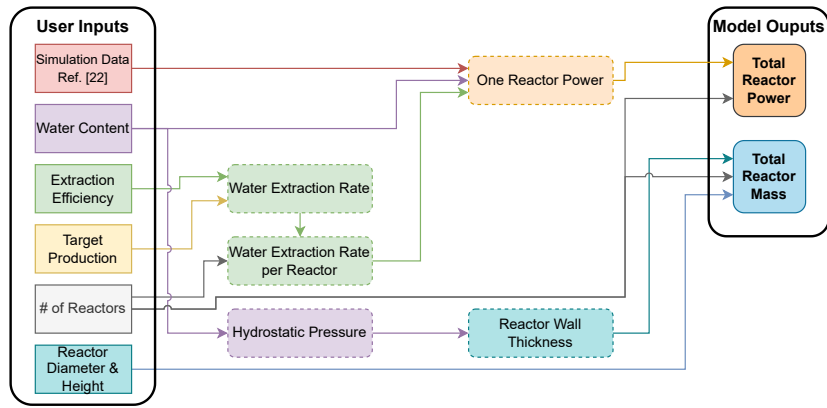 User Inputs
Simulation Data
Ref. [22]
Water Content
Extraction
Efficiency
Target
Production
# of Reactors
Reactor
Diameter &
Height
Water Extraction Rate
Water Extraction Rate
per Reactor
Hydrostatic Pressure
One Reactor Power
Reactor Wall
Thickness
Model Ouputs
Total
Reactor
Power
Total
Reactor
Mass